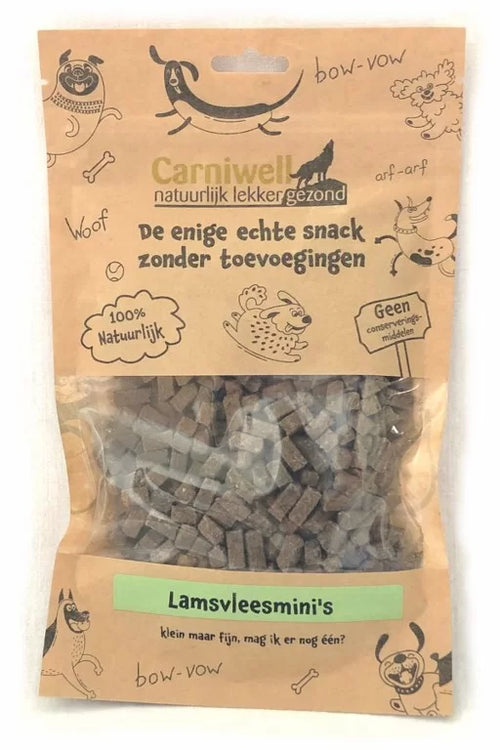 bow-vow
Carniwell
natuurlijk lekker gezond
arf-arf
Woof
De enige echte snack
zonder toevoegingen
100%
Natuurlijk
Geen
conserverings-
middelen
Lamsvleesmini's
klein maar fijn, mag ik er nog één?
bow-vow